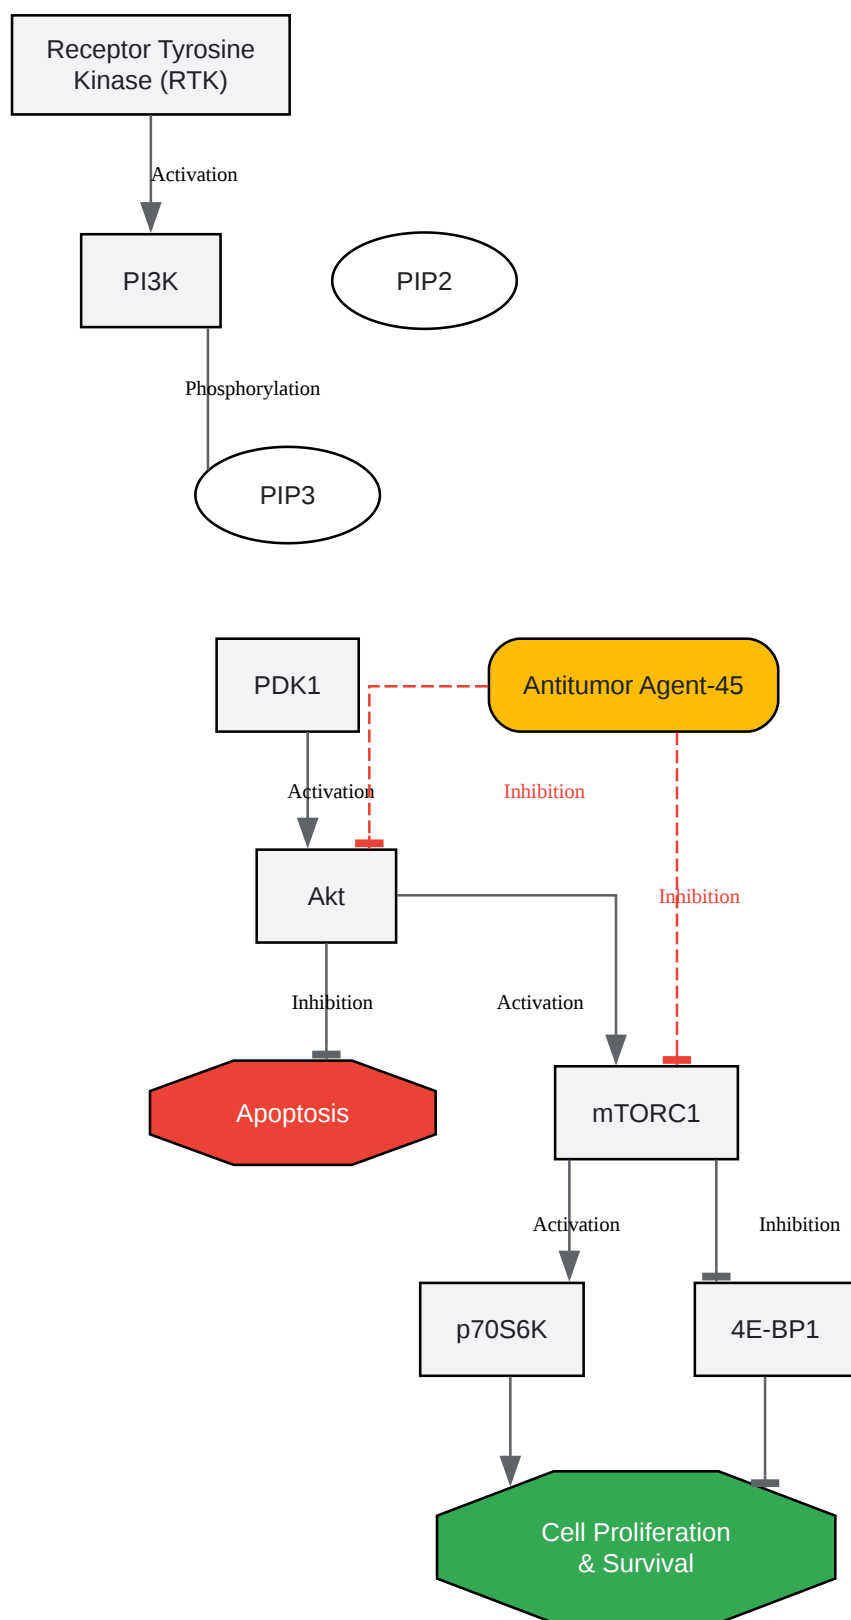 Receptor Tyrosine
Kinase (RTK)
Activation
PI3K
PIP2
Phosphorylation
PIP3
PDK1
Antitumor Agent-45
Activation
Inhibition
Akt
Inhibition
Inhibition
Activation
Apoptosis
mTORC1
Activation
Inhibition
p70S6K
4E-BP1
Cell Proliferation
& Survival